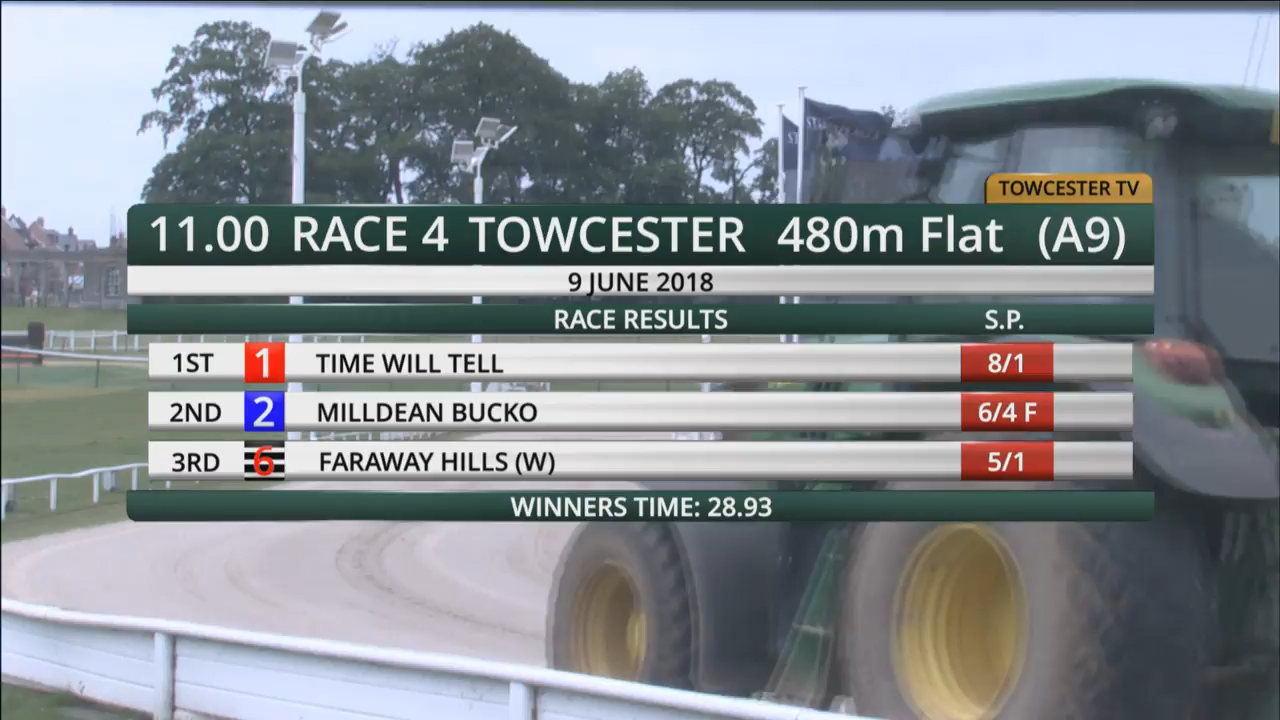 TOWCESTER TV
11.00 RACE 4 TOWCESTER 480m Flat (A9)
9 JUNE 2018
RACE RESULTS S.P.
1ST 1 TIME WILL TELL 8/1
2ND 2 MILLDEAN BUCKO 6/4 F
3RD 6 FARAWAY HILLS (W) 5/1
WINNERS TIME: 28.93